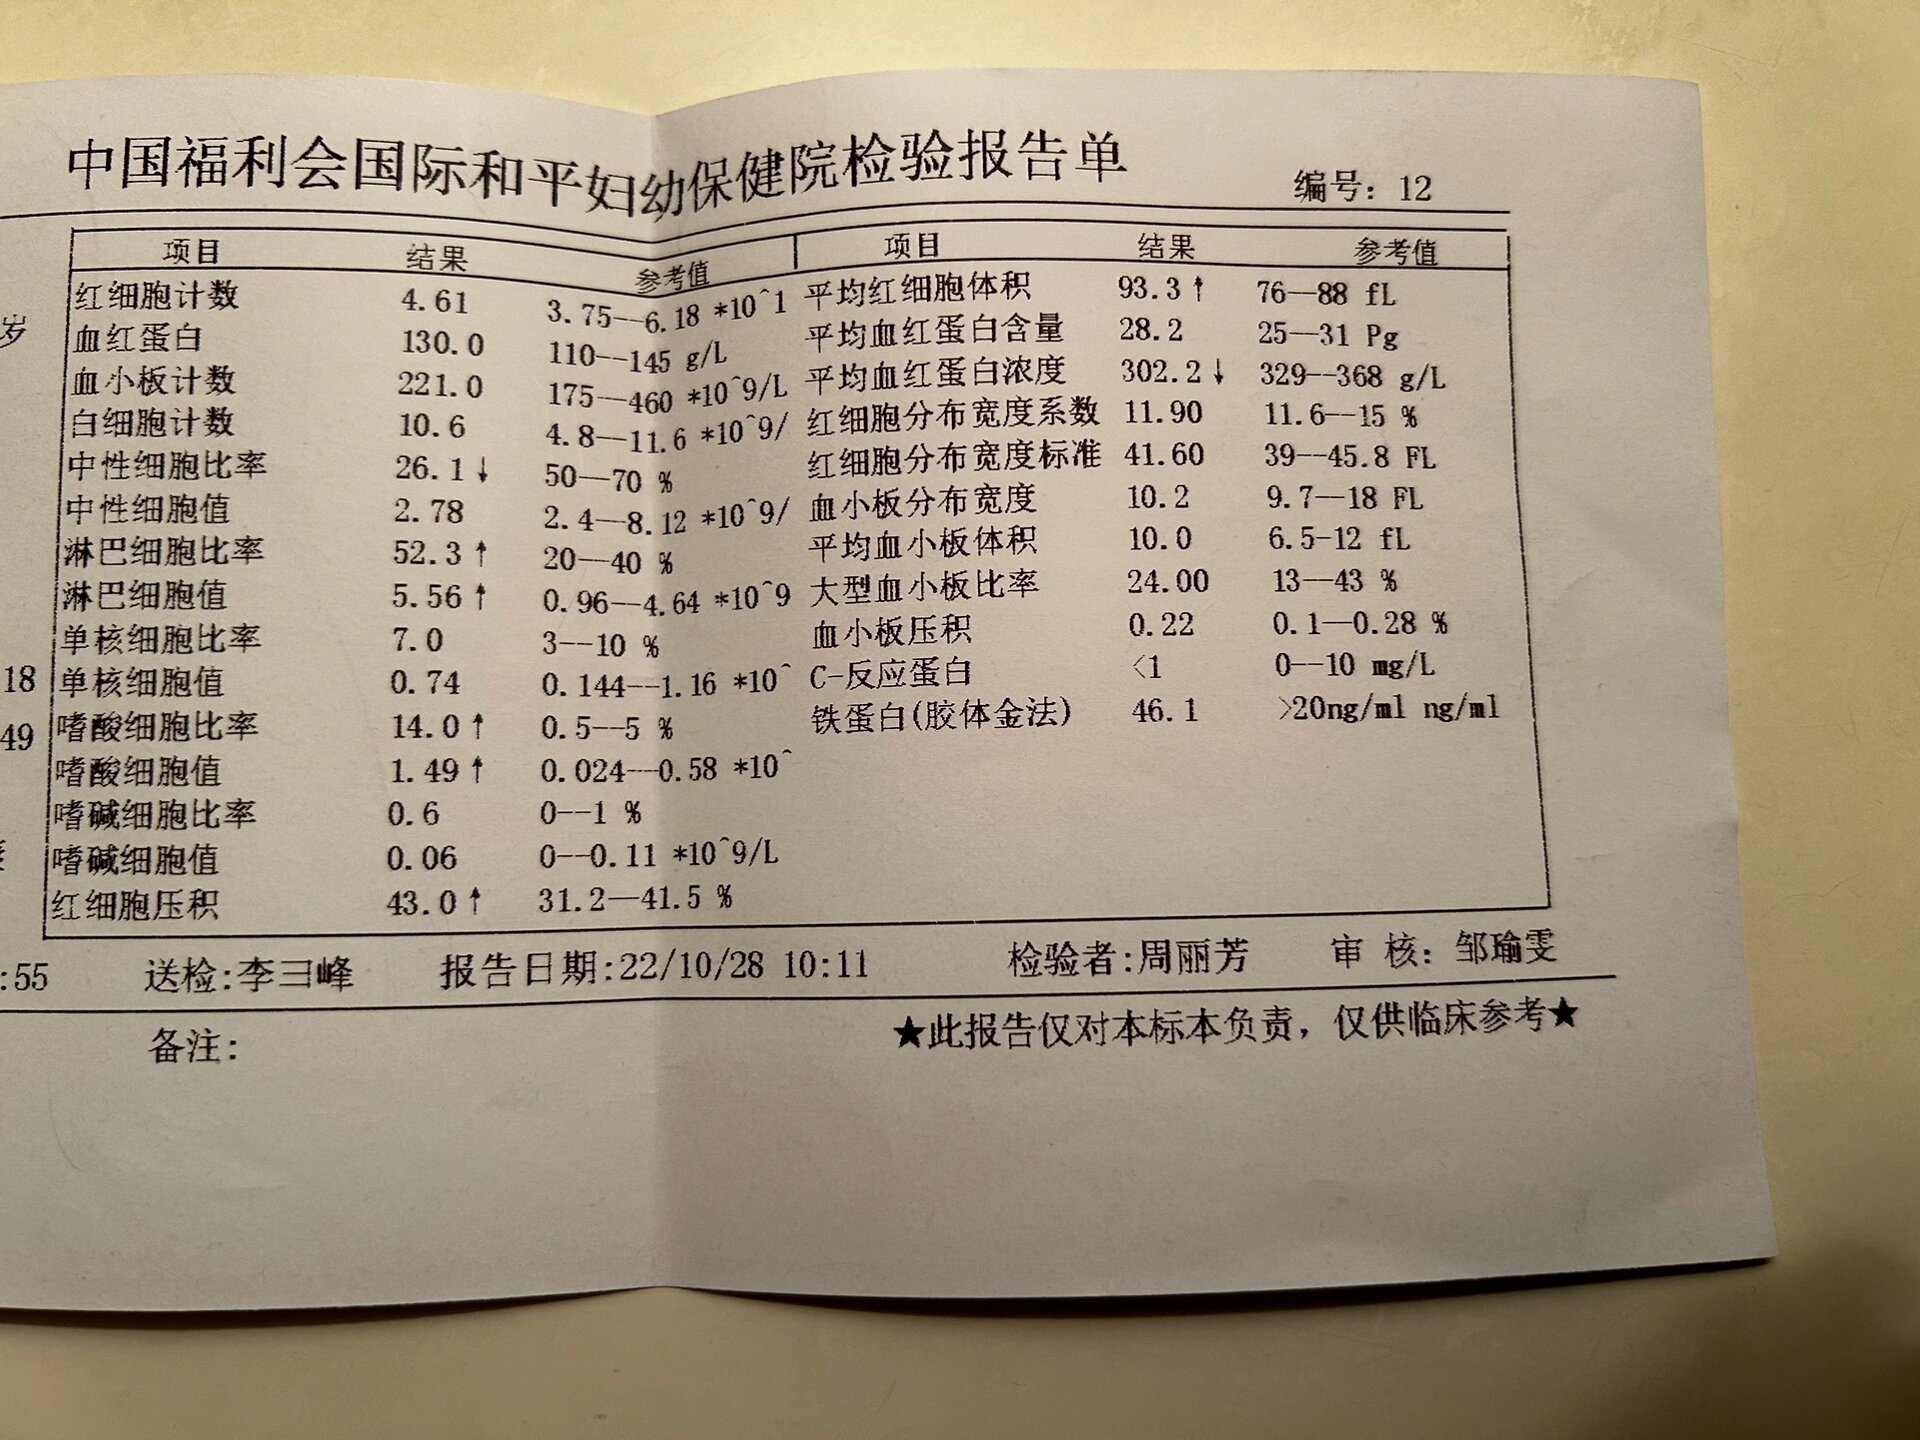 中国福利会国际和平妇幼保健院检验报告单
编号: 12
项目 结果 参考值 项目 结果 参考值
红细胞计数 4.61 3.75--6.18 *10^1 平均红细胞体积 93.3↑ 76--88 fL
岁
血红蛋白 130.0 110--145 g/L 平均血红蛋白含量 28.2 25--31 Pg
血小板计数 221.0 175--460 *10^9/L 平均血红蛋白浓度 302.2↓ 329--368 g/L
白细胞计数 10.6 4.8--11.6 *10^9/ 红细胞分布宽度系数 11.90 11.6--15 %
中性细胞比率 26.1↓ 50--70 % 红细胞分布宽度标准 41.60 39--45.8 FL
中性细胞值 2.78 2.4--8.12 *10^9/ 血小板分布宽度 10.2 9.7--18 FL
淋巴细胞比率 52.3↑ 20--40 % 平均血小板体积 10.0 6.5-12 fL
淋巴细胞值 5.56↑ 0.96--4.64 *10^9 大型血小板比率 24.00 13--43 %
单核细胞比率 7.0 3--10 % 血小板压积 0.22 0.1--0.28 %
18 单核细胞值 0.74 0.144--1.16 *10^ C-反应蛋白 <1 0--10 mg/L
49 嗜酸细胞比率 14.0↑ 0.5--5 % 铁蛋白(胶体金法) 46.1 >20ng/ml ng/ml
嗜酸细胞值 1.49↑ 0.024--0.58 *10^
嗜碱细胞比率 0.6 0--1 %
嗜碱细胞值 0.06 0--0.11 *10^9/L
红细胞压积 43.0↑ 31.2--41.5 %
:55 送检:李彐峰 报告日期:22/10/28 10:11 检验者:周丽芳 审 核: 邹瑜雯
备注: ★此报告仅对本标本负责, 仅供临床参考★